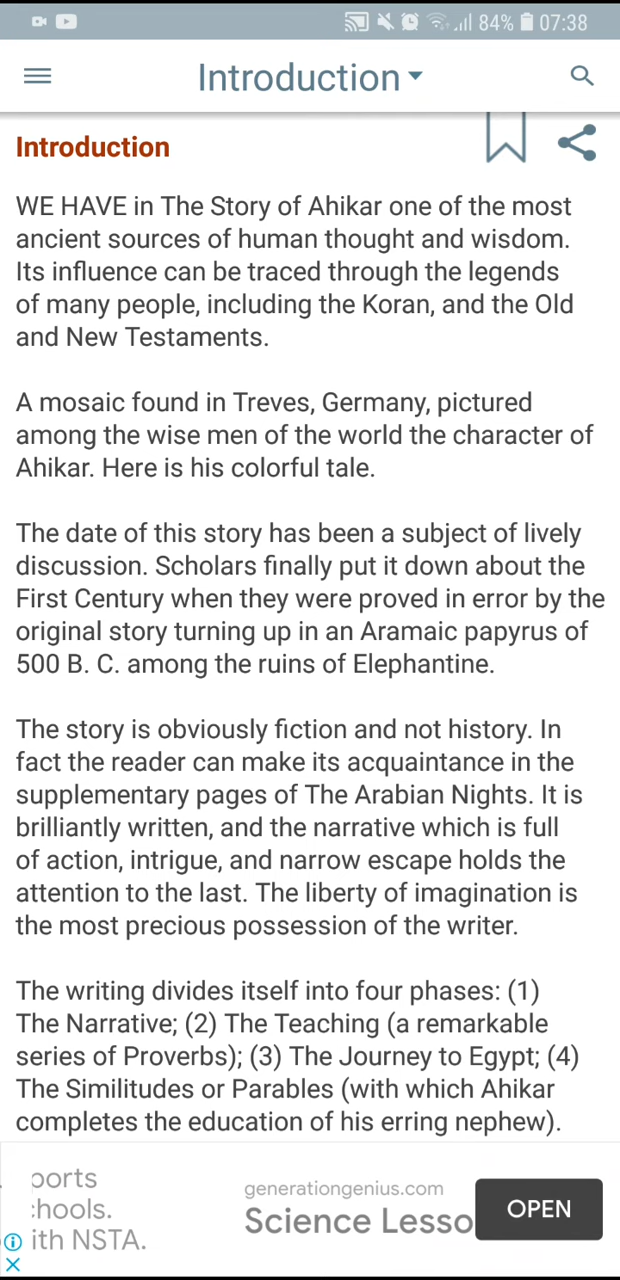 84% 07:38
Introduction
Introduction
WE HAVE in The Story of Ahikar one of the most
ancient sources of human thought and wisdom.
Its influence can be traced through the legends
of many people, including the Koran, and the Old
and New Testaments.
A mosaic found in Treves, Germany, pictured
among the wise men of the world the character of
Ahikar. Here is his colorful tale.
The date of this story has been a subject of lively
discussion. Scholars finally put it down about the
First Century when they were proved in error by the
original story turning up in an Aramaic papyrus of
500 B. C. among the ruins of Elephantine.
The story is obviously fiction and not history. In
fact the reader can make its acquaintance in the
supplementary pages of The Arabian Nights. It is
brilliantly written, and the narrative which is full
of action, intrigue, and narrow escape holds the
attention to the last. The liberty of imagination is
the most precious possession of the writer.
The writing divides itself into four phases: (1)
The Narrative; (2) The Teaching (a remarkable
series of Proverbs); (3) The Journey to Egypt; (4)
The Similitudes or Parables (with which Ahikar
completes the education of his erring nephew).
ports
chools.
ith NSTA.
generationgenius.com
Science Lesso
OPEN